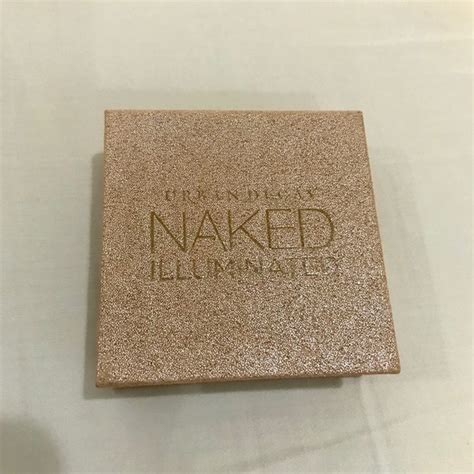 URBAN DECAY
NAKED
ILLUMINATED